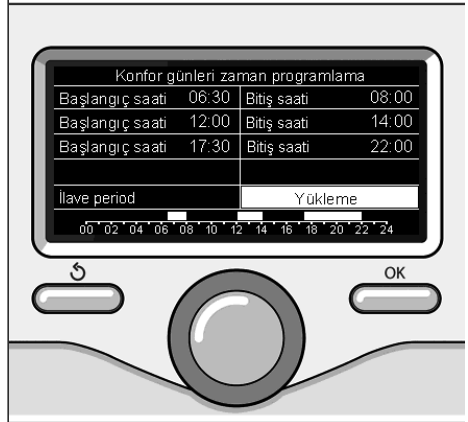 Konfor günleri zaman programlama
Başlangıç saati 06:30 Bitiş saati 08:00
Başlangıç saati 12:00 Bitiş saati 14:00
Başlangıç saati 17:30 Bitiş saati 22:00
İlave period Yükleme
00 02 04 06 08 10 12 14 16 18 20 22 24
OK